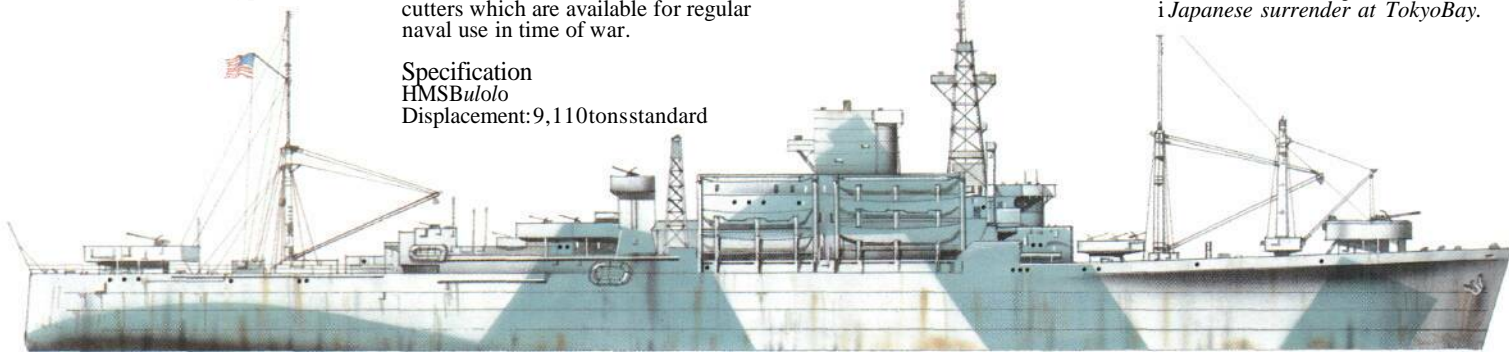 cutters which are available for regular
naval use in time of war.
Specification
HMSBulolo
Displacement:9,110tonsstandard
i Japanese surrender at TokyoBay.